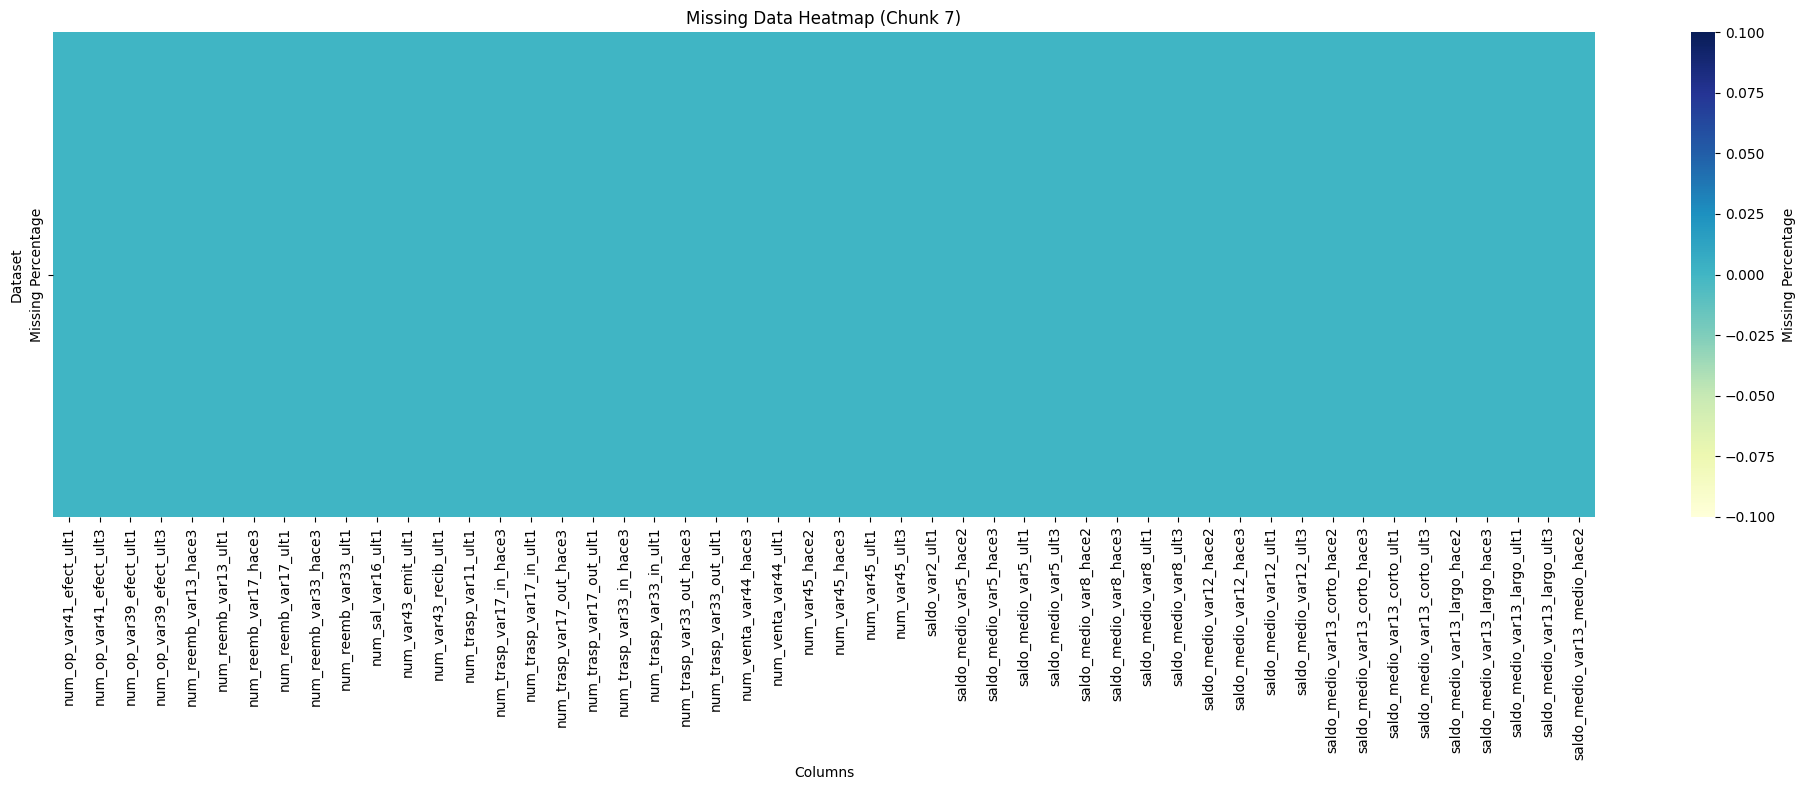 Missing Data Heatmap (Chunk 7)
Dataset
Missing Percentage
0.100
0.075
0.050
0.025
0.000
−0.025
−0.050
−0.075
−0.100
Missing Percentage
num_op_var41_efect_ult1
num_op_var41_efect_ult3
num_op_var39_efect_ult1
num_op_var39_efect_ult3
num_reemb_var13_hace3
num_reemb_var13_ult1
num_reemb_var17_hace3
num_reemb_var17_ult1
num_reemb_var33_hace3
num_reemb_var33_ult1
num_sal_var16_ult1
num_var43_emit_ult1
num_var43_recib_ult1
num_trasp_var11_ult1
num_trasp_var17_in_hace3
num_trasp_var17_in_ult1
num_trasp_var17_out_hace3
num_trasp_var17_out_ult1
num_trasp_var33_in_hace3
num_trasp_var33_in_ult1
num_trasp_var33_out_hace3
num_trasp_var33_out_ult1
num_venta_var44_hace3
num_venta_var44_ult1
num_var45_hace2
num_var45_hace3
num_var45_ult1
num_var45_ult3
saldo_var2_ult1
saldo_medio_var5_hace2
saldo_medio_var5_hace3
saldo_medio_var5_ult1
saldo_medio_var5_ult3
saldo_medio_var8_hace2
saldo_medio_var8_hace3
saldo_medio_var8_ult1
saldo_medio_var8_ult3
saldo_medio_var12_hace2
saldo_medio_var12_hace3
saldo_medio_var12_ult1
saldo_medio_var12_ult3
saldo_medio_var13_corto_hace2
saldo_medio_var13_corto_hace3
saldo_medio_var13_corto_ult1
saldo_medio_var13_corto_ult3
saldo_medio_var13_largo_hace2
saldo_medio_var13_largo_hace3
saldo_medio_var13_largo_ult1
saldo_medio_var13_largo_ult3
saldo_medio_var13_medio_hace2
Columns